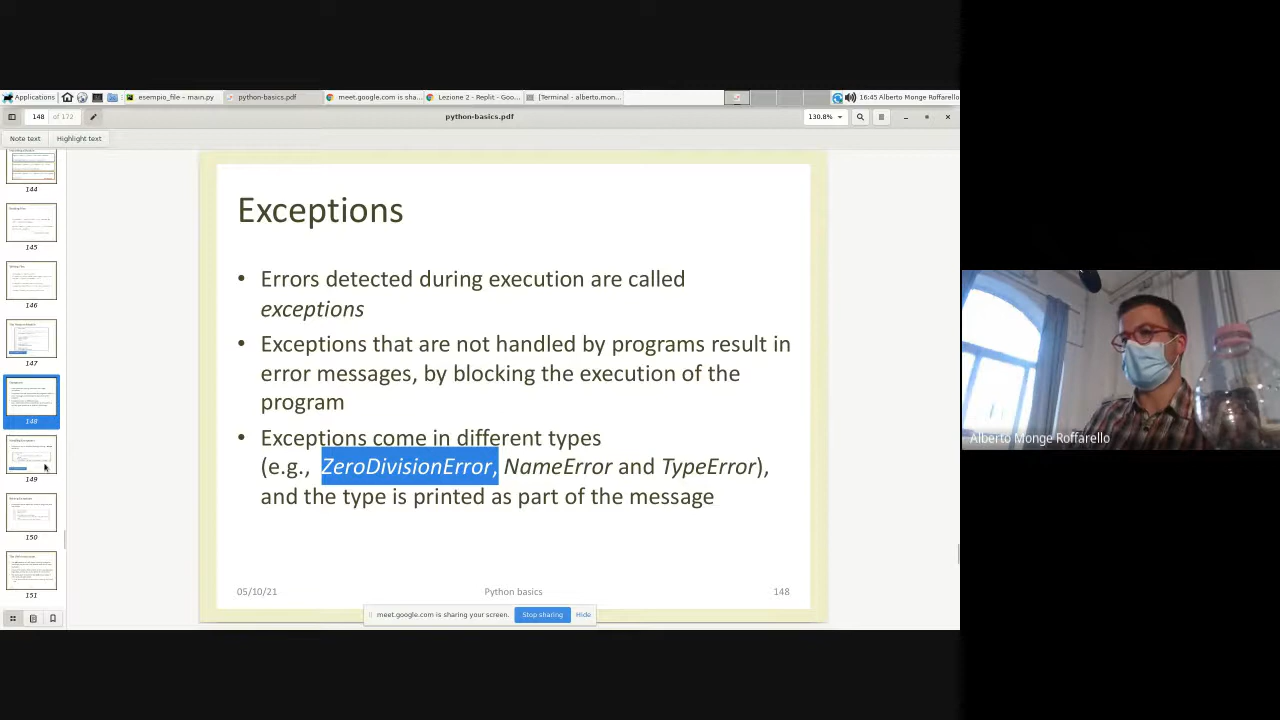 Applications
esempio_file – main.py
python-basics.pdf
meet.google.com is sha...
Lezione 2 - Replit - Goo...
[Terminal - alberto.mon...
16:45 Alberto Monge Roffarello
148 of 172
python-basics.pdf
130.8%
Note text
Highlight text
144
145
146
147
148
149
150
151
Exceptions
• Errors detected during execution are called
exceptions
• Exceptions that are not handled by programs result in
error messages, by blocking the execution of the
program
• Exceptions come in different types
(e.g., ZeroDivisionError, NameError and TypeError),
and the type is printed as part of the message
05/10/21
Python basics
148
meet.google.com is sharing your screen.
Stop sharing
Hide
Alberto Monge Roffarello